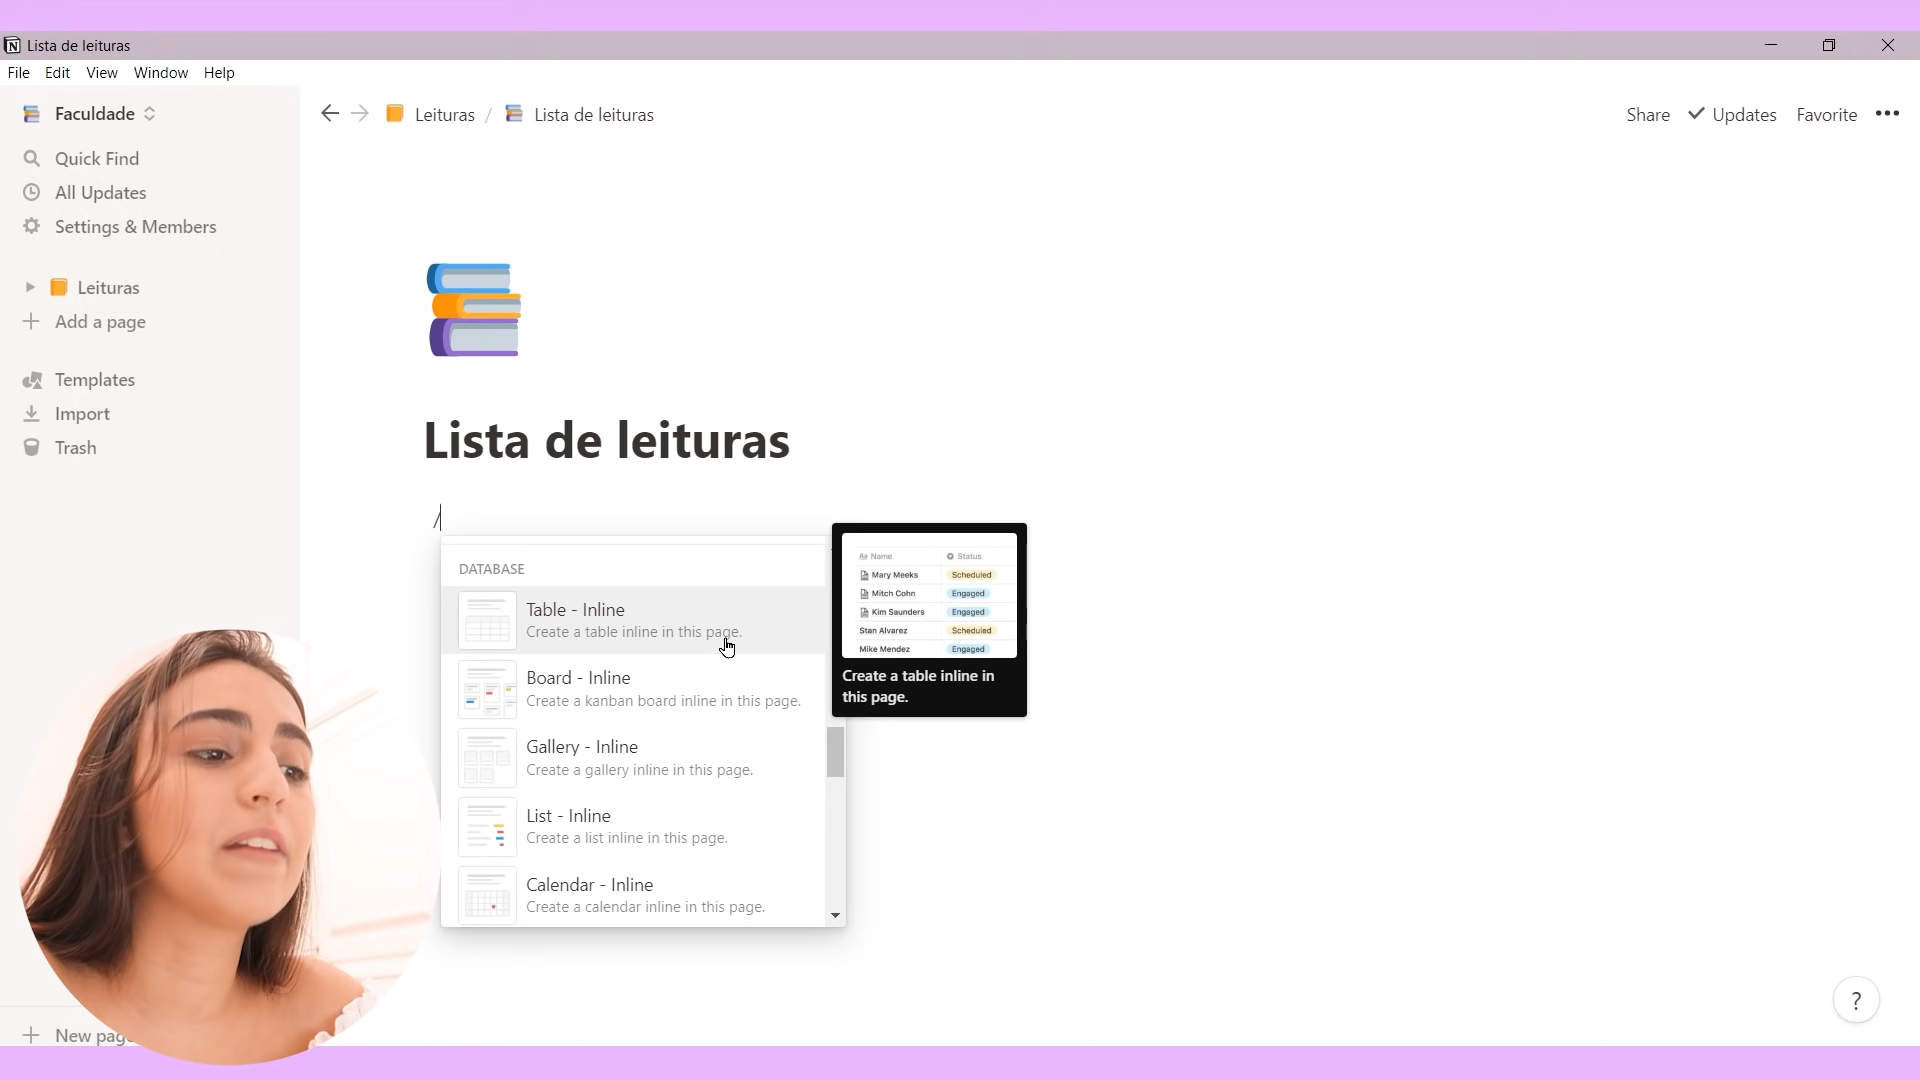 Lista de leituras
File Edit View Window Help
Faculdade
Leituras / Lista de leituras
Share Updates Favorite
Quick Find
All Updates
Settings & Members
Leituras
Add a page
Templates
Import
Trash
Lista de leituras
/
DATABASE
Table - Inline
Create a table inline in this page.
Board - Inline
Create a kanban board inline in this page.
Gallery - Inline
Create a gallery inline in this page.
List - Inline
Create a list inline in this page.
Calendar - Inline
Create a calendar inline in this page.
Aa Name Status
Mary Meeks Scheduled
Mitch Cohn Engaged
Kim Saunders Engaged
Stan Alvarez Scheduled
Mike Mendez Engaged
Create a table inline in
this page.
New page
?